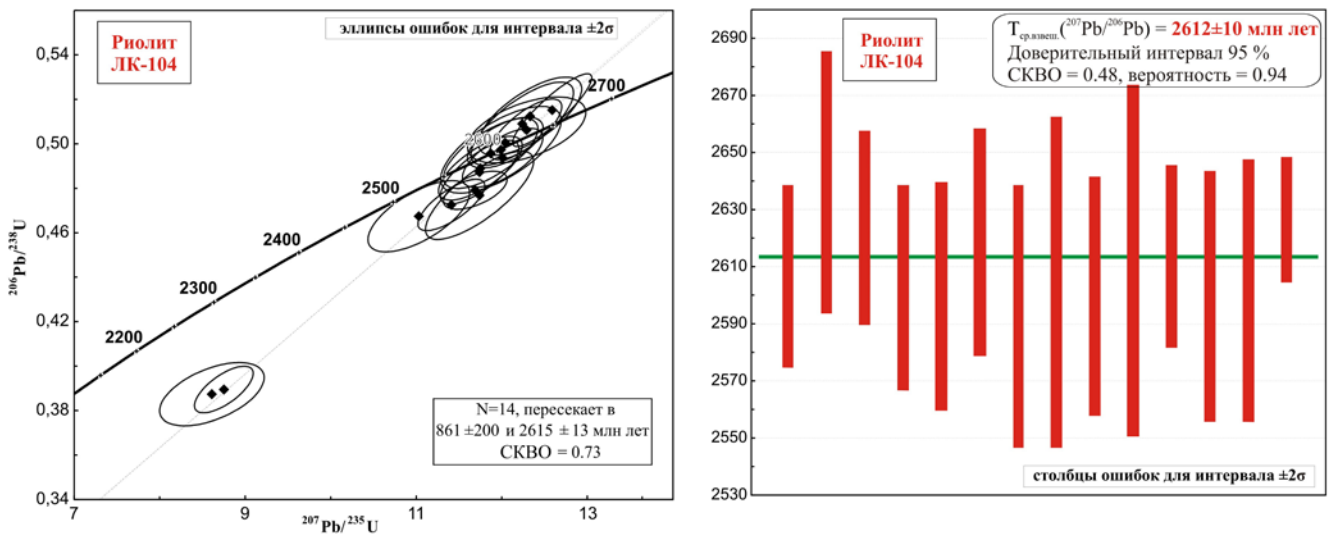 эллипсы ошибок для интервала ±2σ
Риолит
ЛК-104
0,54
0,50
0,46
0,42
0,38
0,34
²⁰⁶Pb/²³⁸U
2200
2300
2400
2500
2600
2700
N=14, пересекает в
861 ±200 и 2615 ±13 млн лет
СКВО = 0.73
7
9
11
13
²⁰⁷Pb/²³⁵U
Риолит
ЛК-104
Tср.взвеш.(²⁰⁷Pb/²⁰⁶Pb) = 2612±10 млн лет
Доверительный интервал 95 %
СКВО = 0.48, вероятность = 0.94
2690
2670
2650
2630
2610
2590
2570
2550
2530
столбцы ошибок для интервала ±2σ